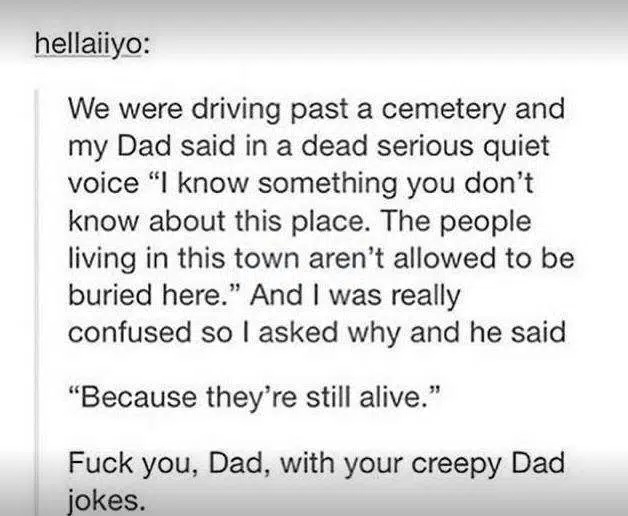 hellaiiyo:
We were driving past a cemetery and
my Dad said in a dead serious quiet
voice “I know something you don’t
know about this place. The people
living in this town aren’t allowed to be
buried here.” And I was really
confused so I asked why and he said
“Because they’re still alive.”
Fuck you, Dad, with your creepy Dad
jokes.